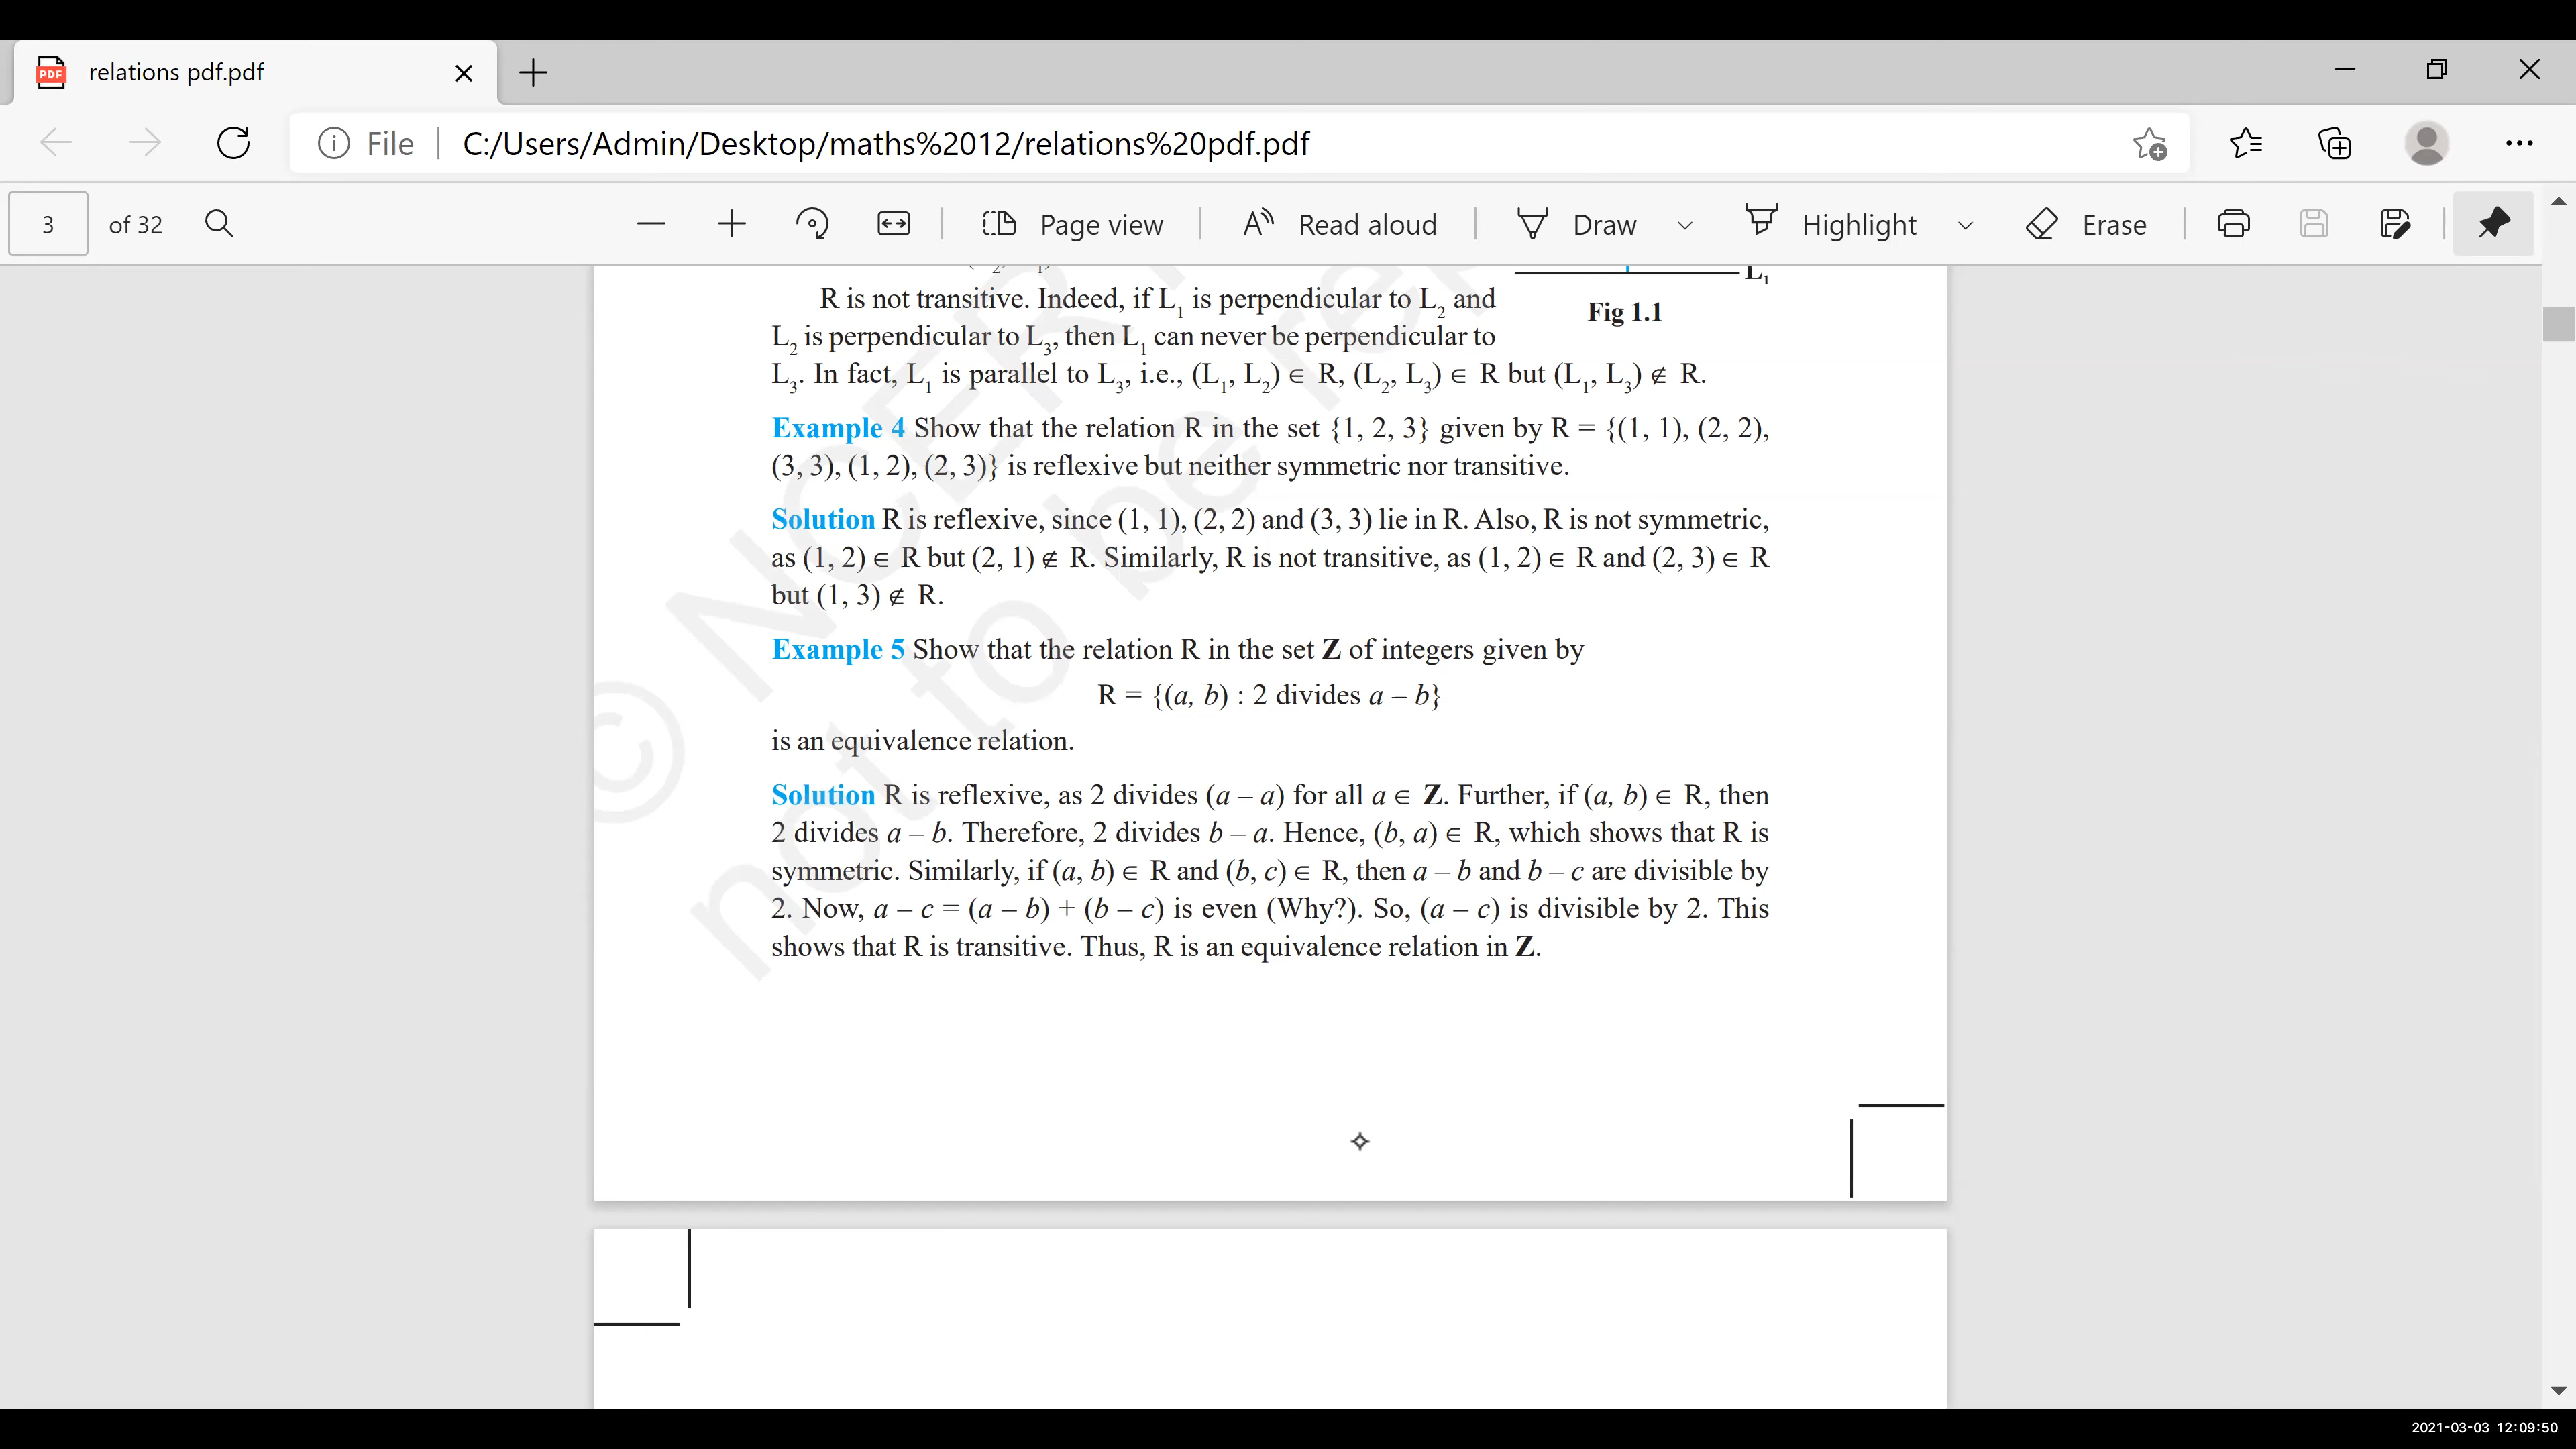 relations pdf.pdf
File C:/Users/Admin/Desktop/maths%2012/relations%20pdf.pdf
3 of 32 Page view Read aloud Draw Highlight Erase
L₁
R is not transitive. Indeed, if L₁ is perpendicular to L₂ and
Fig 1.1
L₂ is perpendicular to L₃, then L₁ can never be perpendicular to
L₃. In fact, L₁ is parallel to L₃, i.e., (L₁, L₂) ∈ R, (L₂, L₃) ∈ R but (L₁, L₃) ∉ R.
Example 4 Show that the relation R in the set {1, 2, 3} given by R = {(1, 1), (2, 2),
(3, 3), (1, 2), (2, 3)} is reflexive but neither symmetric nor transitive.
Solution R is reflexive, since (1, 1), (2, 2) and (3, 3) lie in R. Also, R is not symmetric,
as (1, 2) ∈ R but (2, 1) ∉ R. Similarly, R is not transitive, as (1, 2) ∈ R and (2, 3) ∈ R
but (1, 3) ∉ R.
Example 5 Show that the relation R in the set Z of integers given by
R = {(a, b) : 2 divides a – b}
is an equivalence relation.
Solution R is reflexive, as 2 divides (a – a) for all a ∈ Z. Further, if (a, b) ∈ R, then
2 divides a – b. Therefore, 2 divides b – a. Hence, (b, a) ∈ R, which shows that R is
symmetric. Similarly, if (a, b) ∈ R and (b, c) ∈ R, then a – b and b – c are divisible by
2. Now, a – c = (a – b) + (b – c) is even (Why?). So, (a – c) is divisible by 2. This
shows that R is transitive. Thus, R is an equivalence relation in Z.
© NCERT
not to be rep
2021-03-03 12:09:50